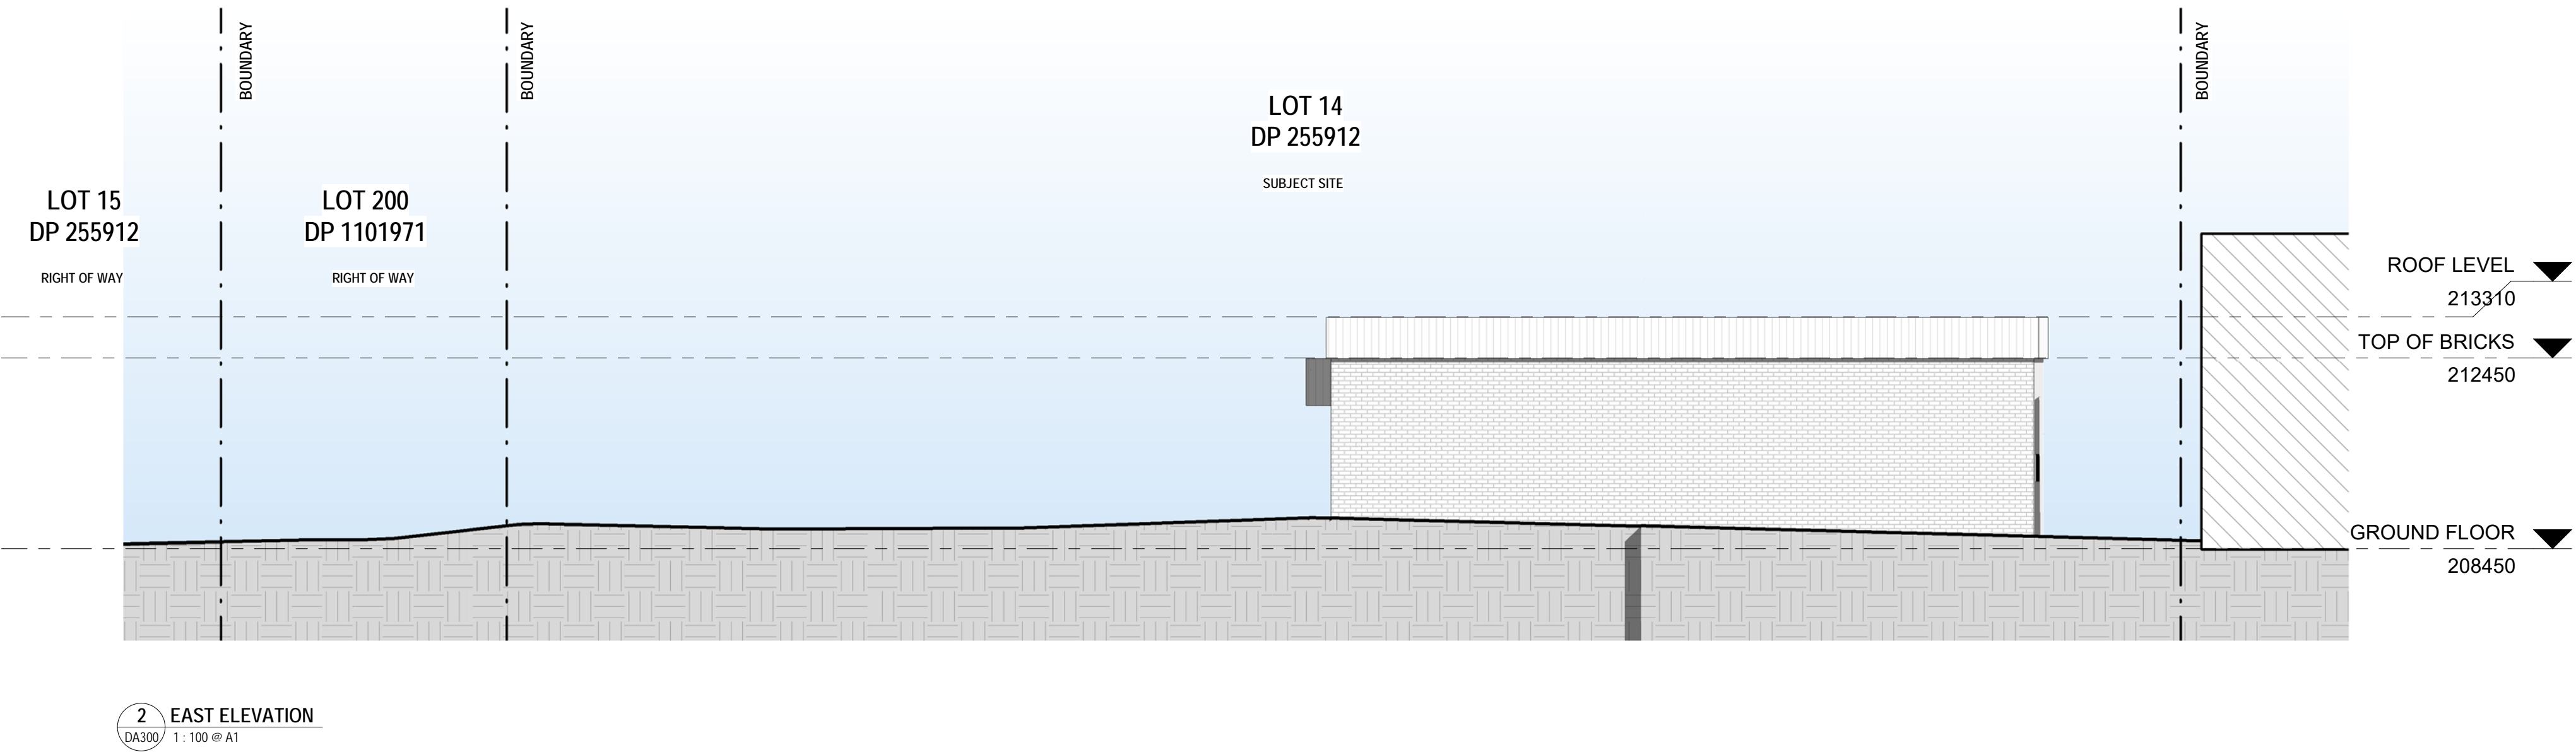 BOUNDARY
BOUNDARY
BOUNDARY
LOT 14
DP 255912
SUBJECT SITE
LOT 15
DP 255912
RIGHT OF WAY
LOT 200
DP 1101971
RIGHT OF WAY
ROOF LEVEL
213310
TOP OF BRICKS
212450
GROUND FLOOR
208450
2
EAST ELEVATION
DA300
1 : 100 @ A1